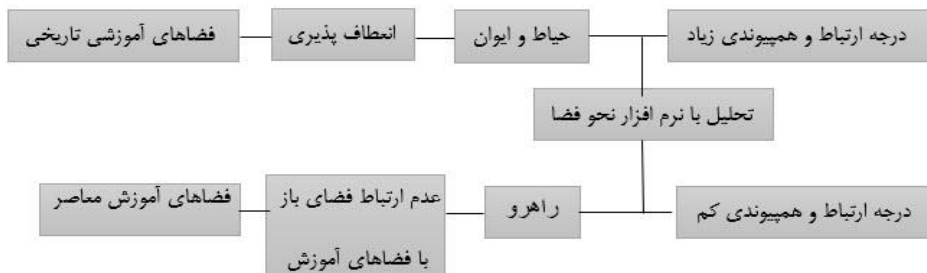 درجه ارتباط و همپیوندی زیاد
حیاط و ایوان
انعطاف پذیری
فضاهای آموزشی تاریخی
تحلیل با نرم افزار نحو فضا
درجه ارتباط و همپیوندی کم
راهرو
عدم ارتباط فضای باز
با فضاهای آموزش
فضاهای آموزش معاصر